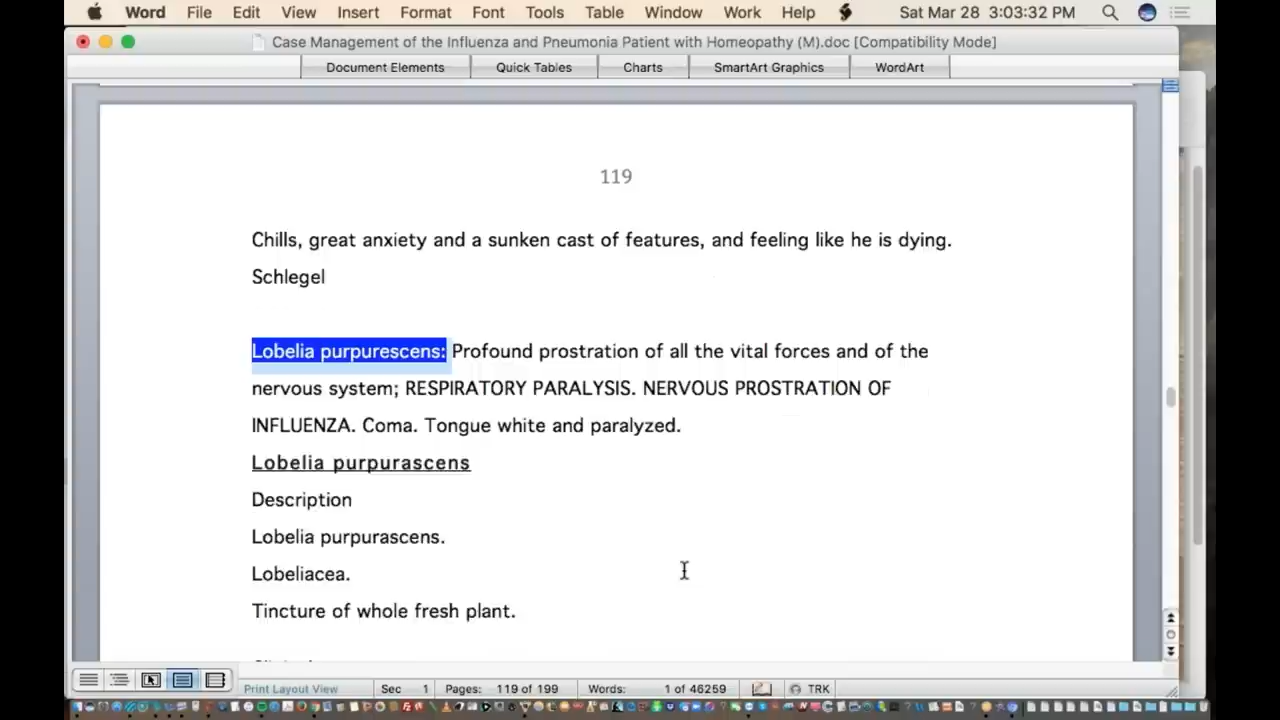 Word File Edit View Insert Format Font Tools Table Window Work Help Sat Mar 28 3:03:32 PM
Case Management of the Influenza and Pneumonia Patient with Homeopathy (M).doc [Compatibility Mode]
Document Elements Quick Tables Charts SmartArt Graphics WordArt
119
Chills, great anxiety and a sunken cast of features, and feeling like he is dying.
Schlegel
Lobelia purpurescens: Profound prostration of all the vital forces and of the
nervous system; RESPIRATORY PARALYSIS. NERVOUS PROSTRATION OF
INFLUENZA. Coma. Tongue white and paralyzed.
Lobelia purpurascens
Description
Lobelia purpurascens.
Lobeliacea.
Tincture of whole fresh plant.
Print Layout View Sec 1 Pages: 119 of 199 Words: 1 of 46259 TRK